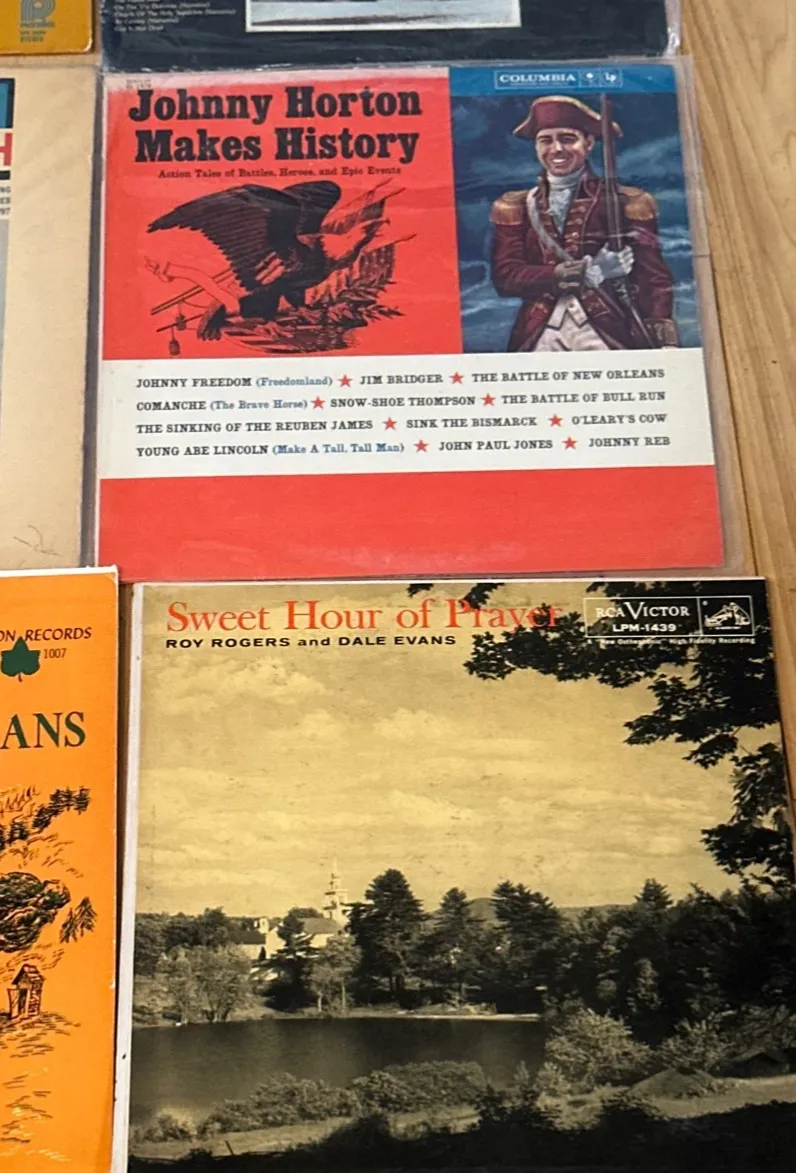 Johnny Horton
Makes History
Action Tales of Battles, Heroes, and Epic Events
COLUMBIA
Lp
JOHNNY FREEDOM (Freedomland) ★ JIM BRIDGER ★ THE BATTLE OF NEW ORLEANS
COMANCHE (The Brave Horse) ★ SNOW-SHOE THOMPSON ★ THE BATTLE OF BULL RUN
THE SINKING OF THE REUBEN JAMES ★ SINK THE BISMARCK ★ O'LEARY'S COW
YOUNG ABE LINCOLN (Make A Tall, Tall Man) ★ JOHN PAUL JONES ★ JOHNNY REB
ON RECORDS
1007
ANS
Sweet Hour of Prayer
ROY ROGERS and DALE EVANS
RCA VICTOR
LPM-1439
A "New Orthophonic" High Fidelity Recording